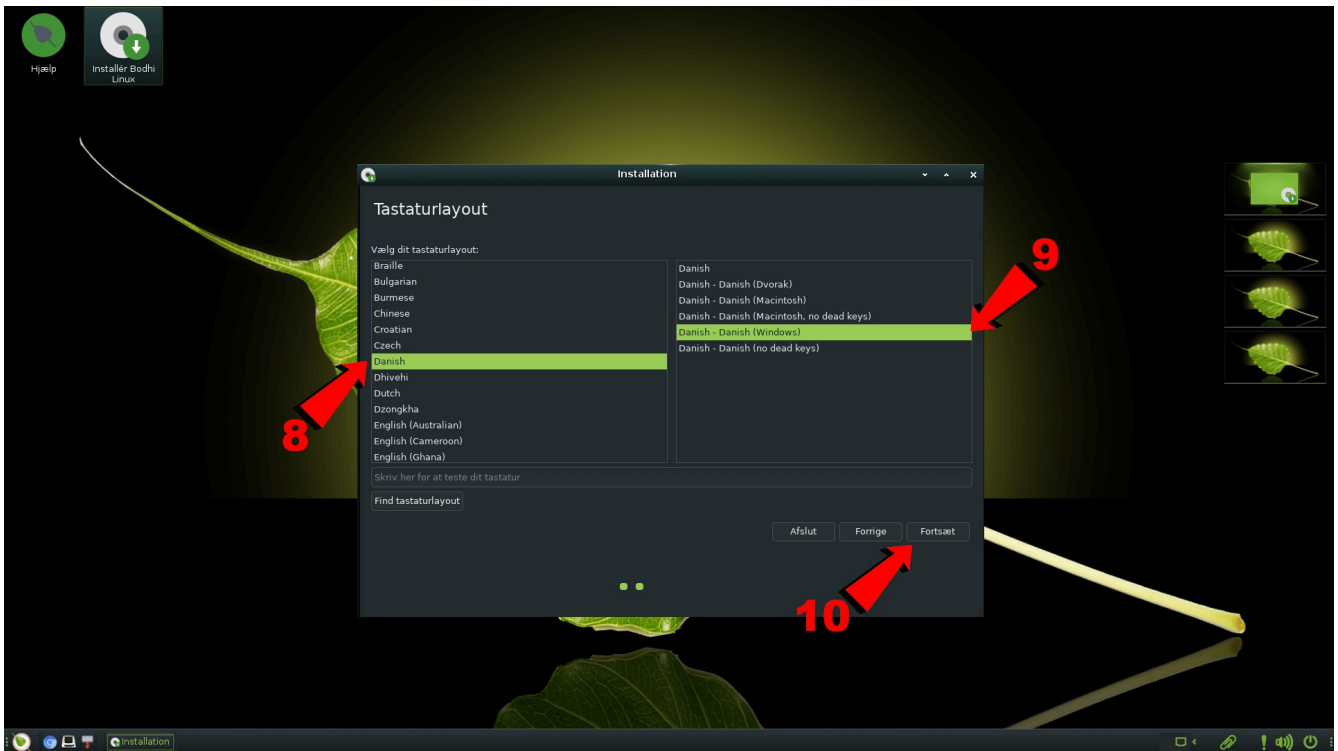 Hjælp
Installér Bodhi
Linux
Installation
Tastaturlayout
Vælg dit tastaturlayout:
Braille
Bulgarian
Burmese
Chinese
Croatian
Czech
Danish
Dhivehi
Dutch
Dzongkha
English (Australian)
English (Cameroon)
English (Ghana)
Danish
Danish - Danish (Dvorak)
Danish - Danish (Macintosh)
Danish - Danish (Macintosh, no dead keys)
Danish - Danish (Windows)
Danish - Danish (no dead keys)
8
9
Skriv her for at teste dit tastatur
Find tastaturlayout
Afslut
Forrige
Fortsæt
10
Installation